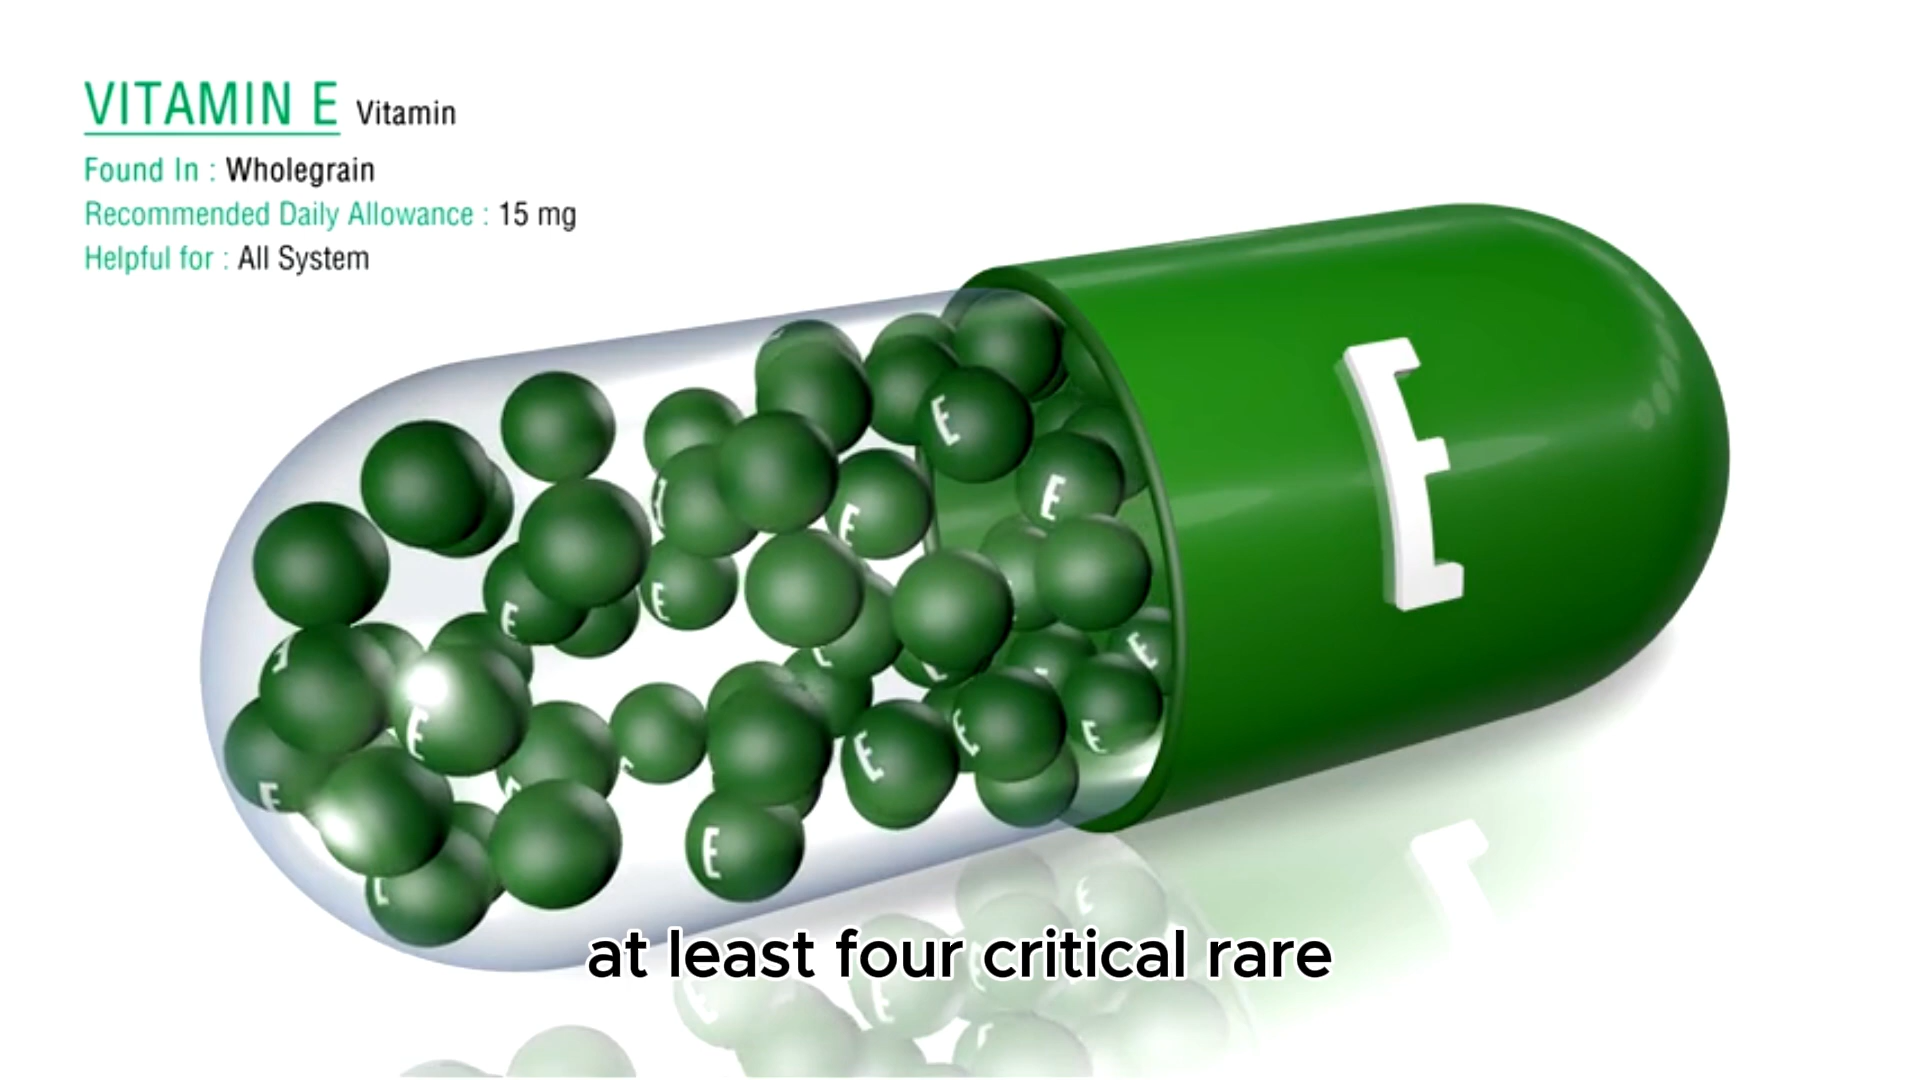 VITAMIN E Vitamin
Found In : Wholegrain
Recommended Daily Allowance : 15 mg
Helpful for : All System
E
at least four critical rare